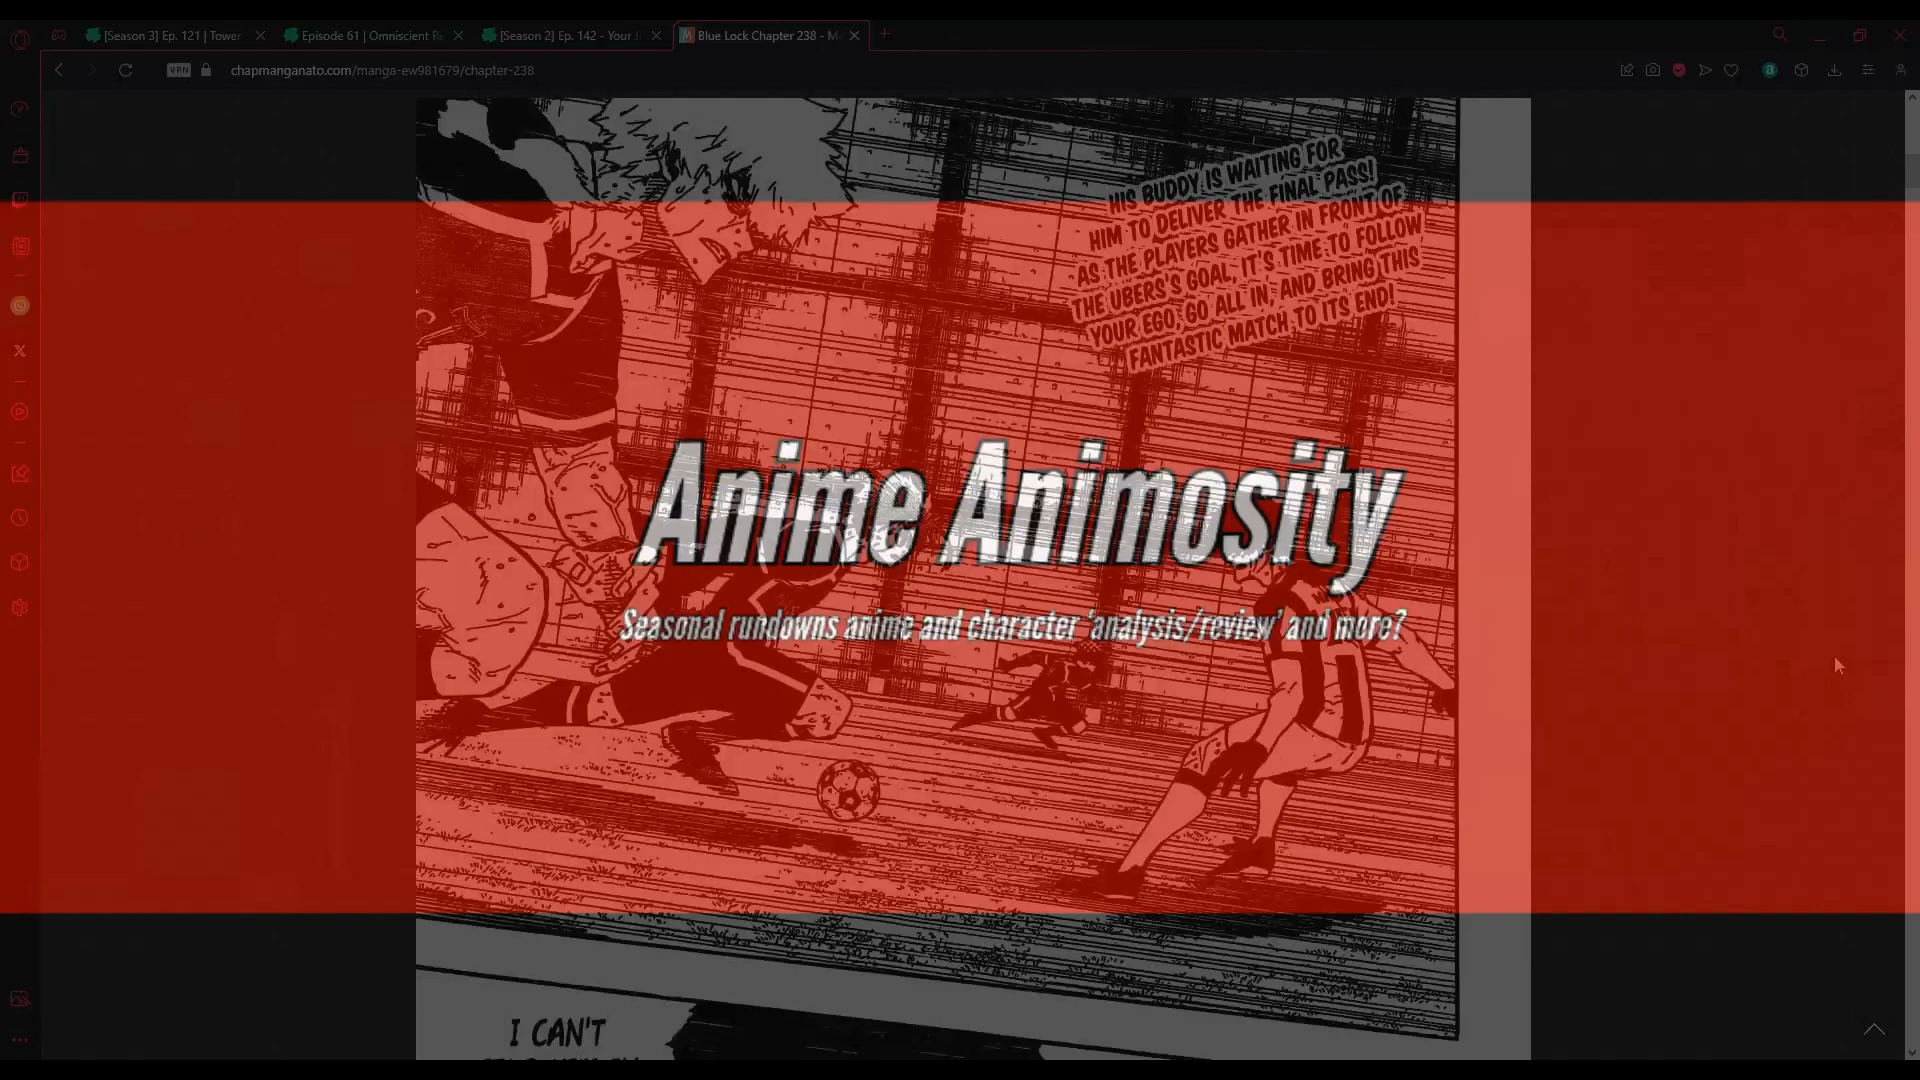 [Season 3] Ep. 121 | Tower
Episode 61 | Omniscient Re
[Season 2] Ep. 142 - Your
Blue Lock Chapter 238 - M
VPN
chapmanganato.com/manga-ew981679/chapter-238
HIS BUDDY IS WAITING FOR
HIM TO DELIVER THE FINAL PASS!
AS THE PLAYERS GATHER IN FRONT OF
THE UBERS'S GOAL, IT'S TIME TO FOLLOW
YOUR EGO, GO ALL IN, AND BRING THIS
FANTASTIC MATCH TO ITS END!
Anime Animosity
Seasonal rundowns anime and character 'analysis/review' and more?
I CAN'T